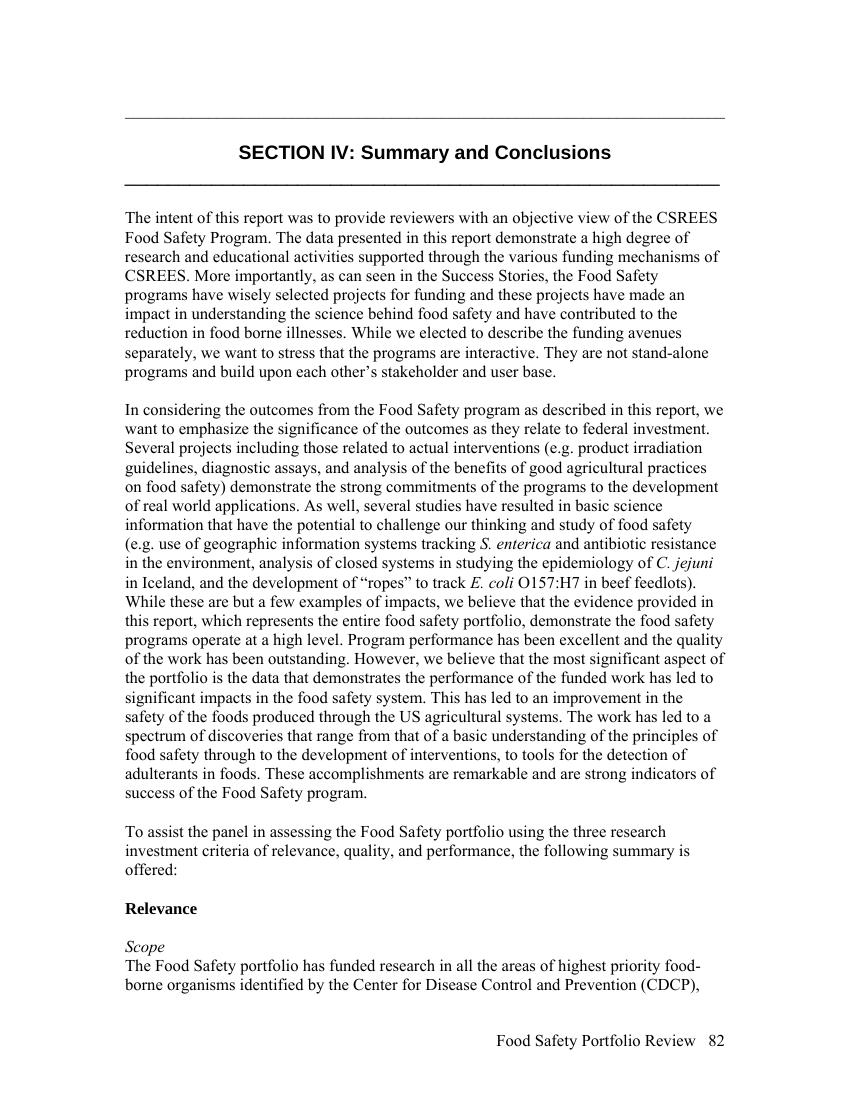 SECTION IV: Summary and Conclusions
The intent of this report was to provide reviewers with an objective view of the CSREES
Food Safety Program. The data presented in this report demonstrate a high degree of
research and educational activities supported through the various funding mechanisms of
CSREES. More importantly, as can seen in the Success Stories, the Food Safety
programs have wisely selected projects for funding and these projects have made an
impact in understanding the science behind food safety and have contributed to the
reduction in food borne illnesses. While we elected to describe the funding avenues
separately, we want to stress that the programs are interactive. They are not stand-alone
programs and build upon each other’s stakeholder and user base.
In considering the outcomes from the Food Safety program as described in this report, we
want to emphasize the significance of the outcomes as they relate to federal investment.
Several projects including those related to actual interventions (e.g. product irradiation
guidelines, diagnostic assays, and analysis of the benefits of good agricultural practices
on food safety) demonstrate the strong commitments of the programs to the development
of real world applications. As well, several studies have resulted in basic science
information that have the potential to challenge our thinking and study of food safety
(e.g. use of geographic information systems tracking S. enterica and antibiotic resistance
in the environment, analysis of closed systems in studying the epidemiology of C. jejuni
in Iceland, and the development of “ropes” to track E. coli O157:H7 in beef feedlots).
While these are but a few examples of impacts, we believe that the evidence provided in
this report, which represents the entire food safety portfolio, demonstrate the food safety
programs operate at a high level. Program performance has been excellent and the quality
of the work has been outstanding. However, we believe that the most significant aspect of
the portfolio is the data that demonstrates the performance of the funded work has led to
significant impacts in the food safety system. This has led to an improvement in the
safety of the foods produced through the US agricultural systems. The work has led to a
spectrum of discoveries that range from that of a basic understanding of the principles of
food safety through to the development of interventions, to tools for the detection of
adulterants in foods. These accomplishments are remarkable and are strong indicators of
success of the Food Safety program.
To assist the panel in assessing the Food Safety portfolio using the three research
investment criteria of relevance, quality, and performance, the following summary is
offered:
Relevance
Scope
The Food Safety portfolio has funded research in all the areas of highest priority food-
borne organisms identified by the Center for Disease Control and Prevention (CDCP),
Food Safety Portfolio Review 82